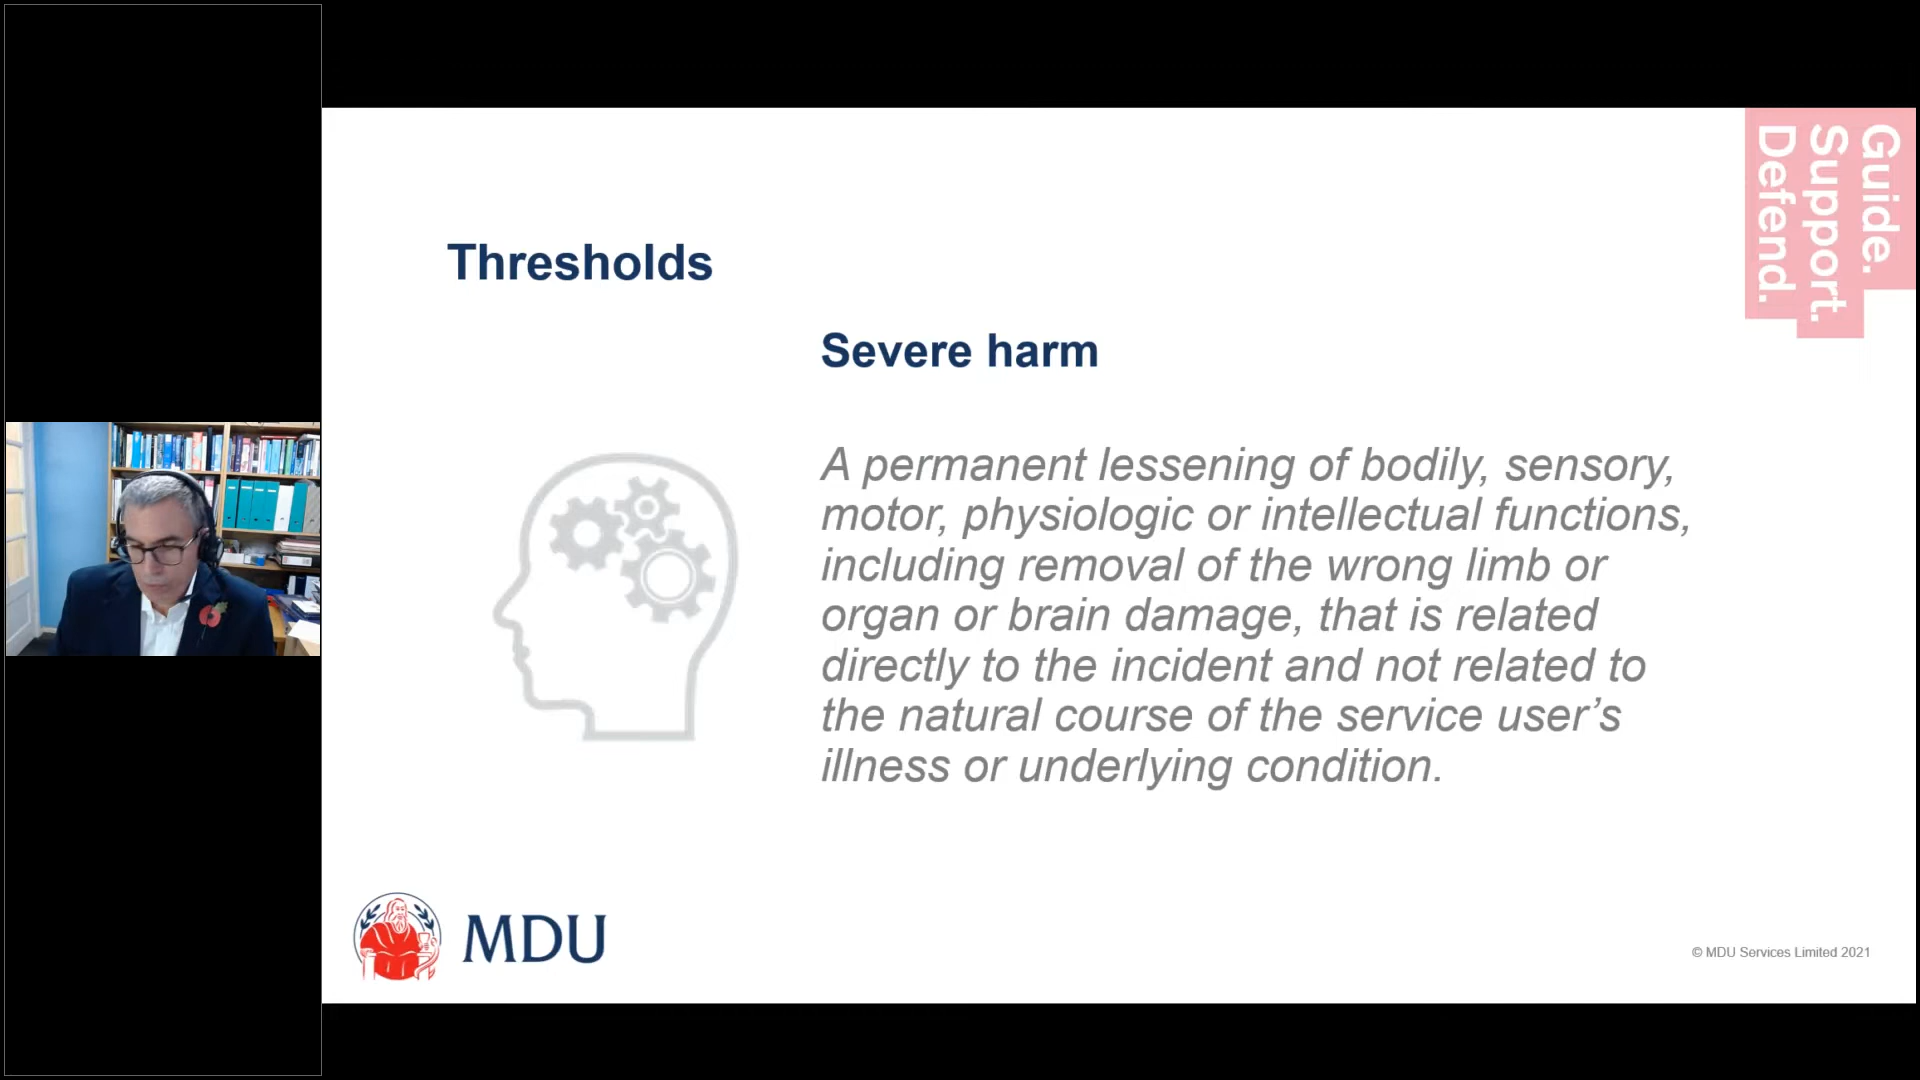 Guide.
Support.
Defend.
Thresholds
Severe harm
A permanent lessening of bodily, sensory,
motor, physiologic or intellectual functions,
including removal of the wrong limb or
organ or brain damage, that is related
directly to the incident and not related to
the natural course of the service user’s
illness or underlying condition.
MDU
© MDU Services Limited 2021